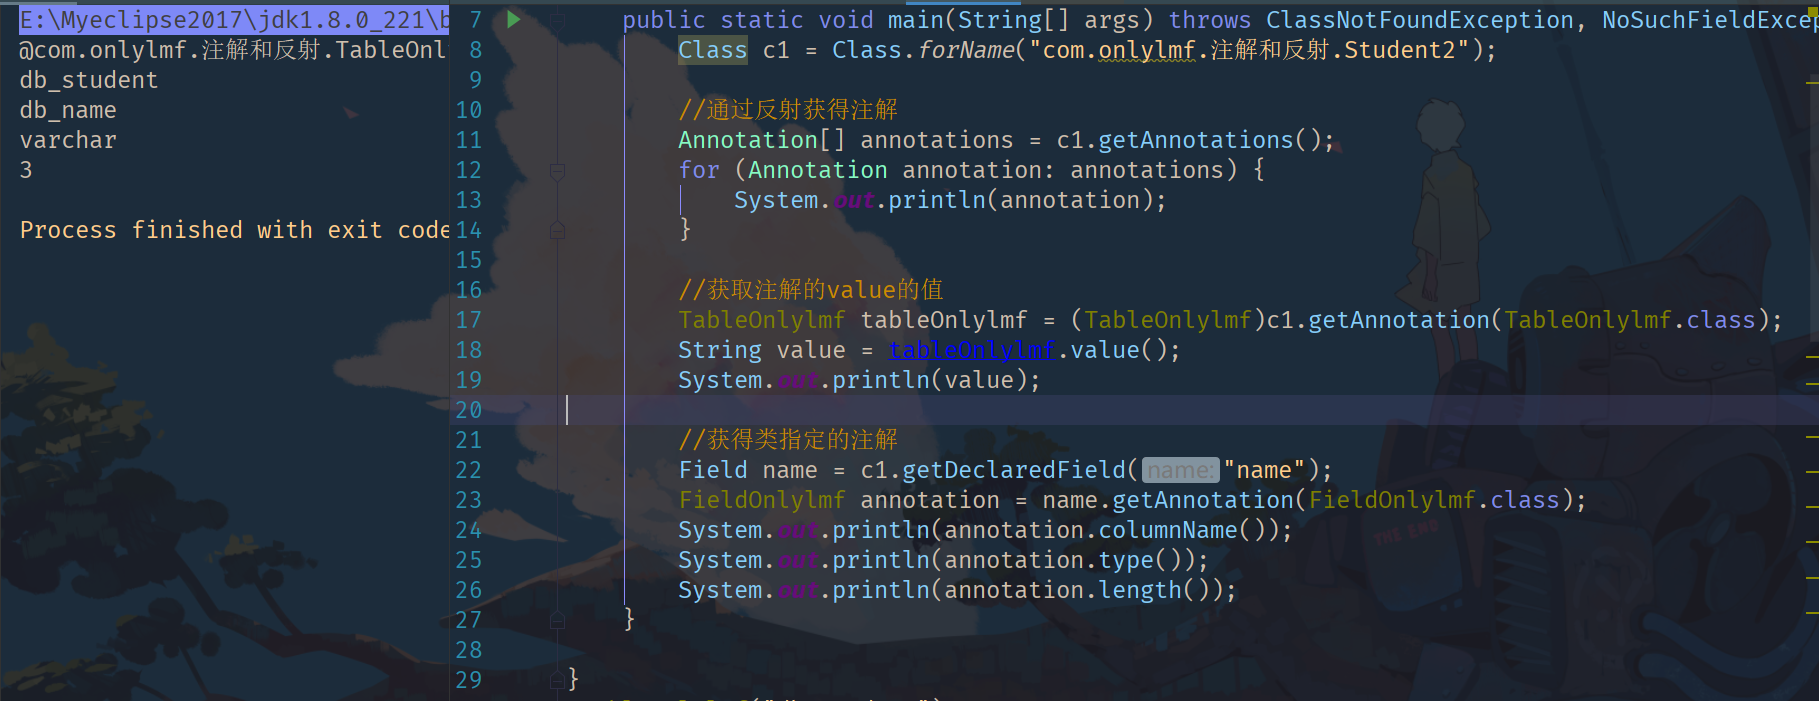 E:\Myeclipse2017\jdk1.8.0_221\b
@com.onlylmf.注解和反射.TableOnl
db_student
db_name
varchar
3
Process finished with exit code
7 public static void main(String[] args) throws ClassNotFoundException, NoSuchFieldExcep
8 Class c1 = Class.forName("com.onlylmf.注解和反射.Student2");
9
10 //通过反射获得注解
11 Annotation[] annotations = c1.getAnnotations();
12 for (Annotation annotation: annotations) {
13 System.out.println(annotation);
14 }
15
16 //获取注解的value的值
17 TableOnlylmf tableOnlylmf = (TableOnlylmf)c1.getAnnotation(TableOnlylmf.class);
18 String value = tableOnlylmf.value();
19 System.out.println(value);
20
21 //获得类指定的注解
22 Field name = c1.getDeclaredField( name: "name");
23 FieldOnlylmf annotation = name.getAnnotation(FieldOnlylmf.class);
24 System.out.println(annotation.columnName());
25 System.out.println(annotation.type());
26 System.out.println(annotation.length());
27 }
28
29 }
THE END